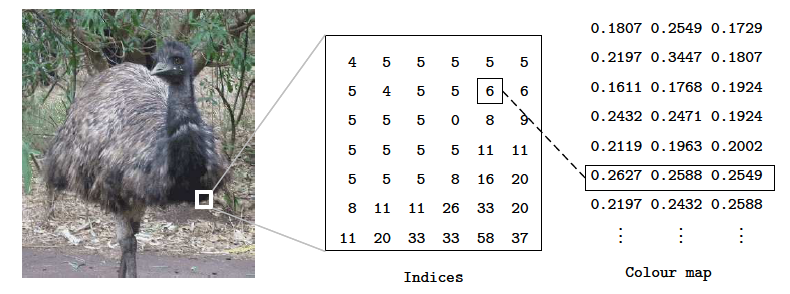 4 5 5 5 5 5
5 4 5 5 6 6
5 5 5 0 8 9
5 5 5 5 11 11
5 5 5 8 16 20
8 11 11 26 33 20
11 20 33 33 58 37
Indices
0.1807 0.2549 0.1729
0.2197 0.3447 0.1807
0.1611 0.1768 0.1924
0.2432 0.2471 0.1924
0.2119 0.1963 0.2002
0.2627 0.2588 0.2549
0.2197 0.2432 0.2588
⋮ ⋮ ⋮
Colour map